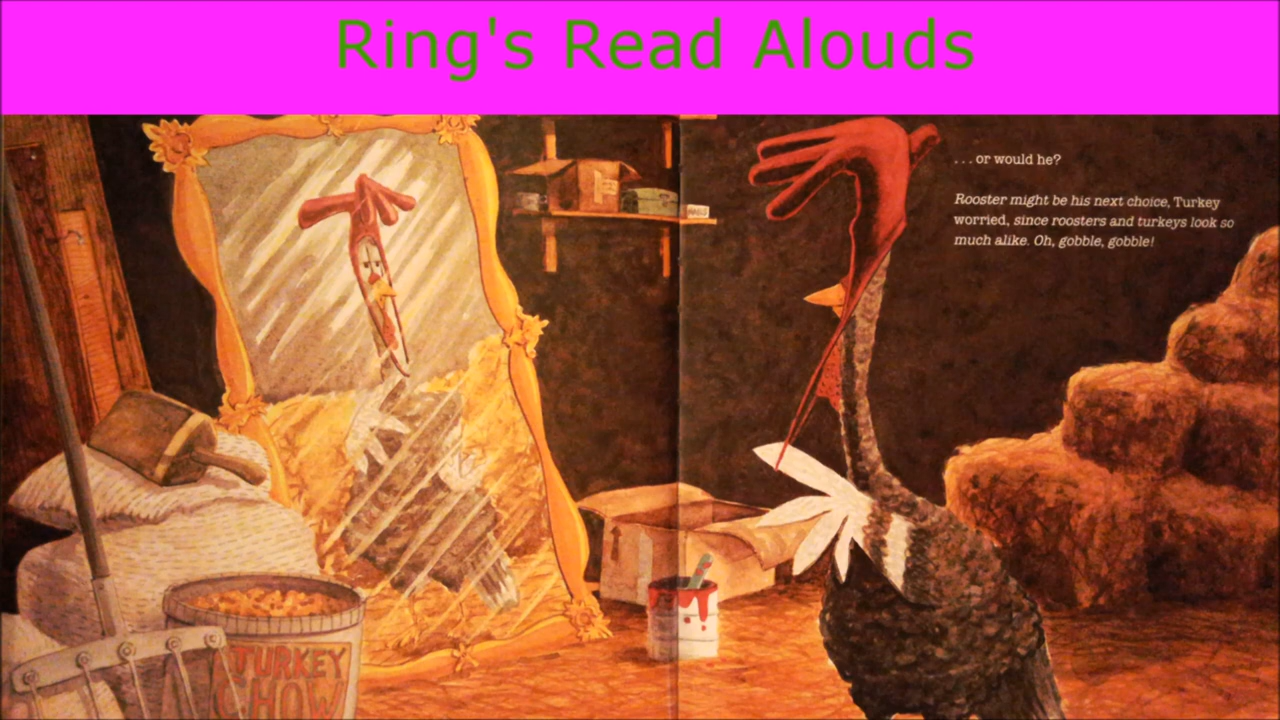 Ring's Read Alouds
. . . or would he?
Rooster might be his next choice, Turkey
worried, since roosters and turkeys look so
much alike. Oh, gobble, gobble!
TURKEY
CHOW